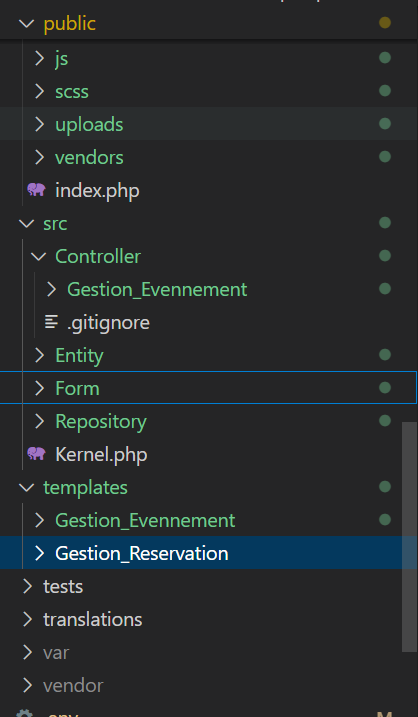 public
js
scss
uploads
vendors
index.php
src
Controller
Gestion_Evennement
.gitignore
Entity
Form
Repository
Kernel.php
templates
Gestion_Evennement
Gestion_Reservation
tests
translations
var
vendor
.env M